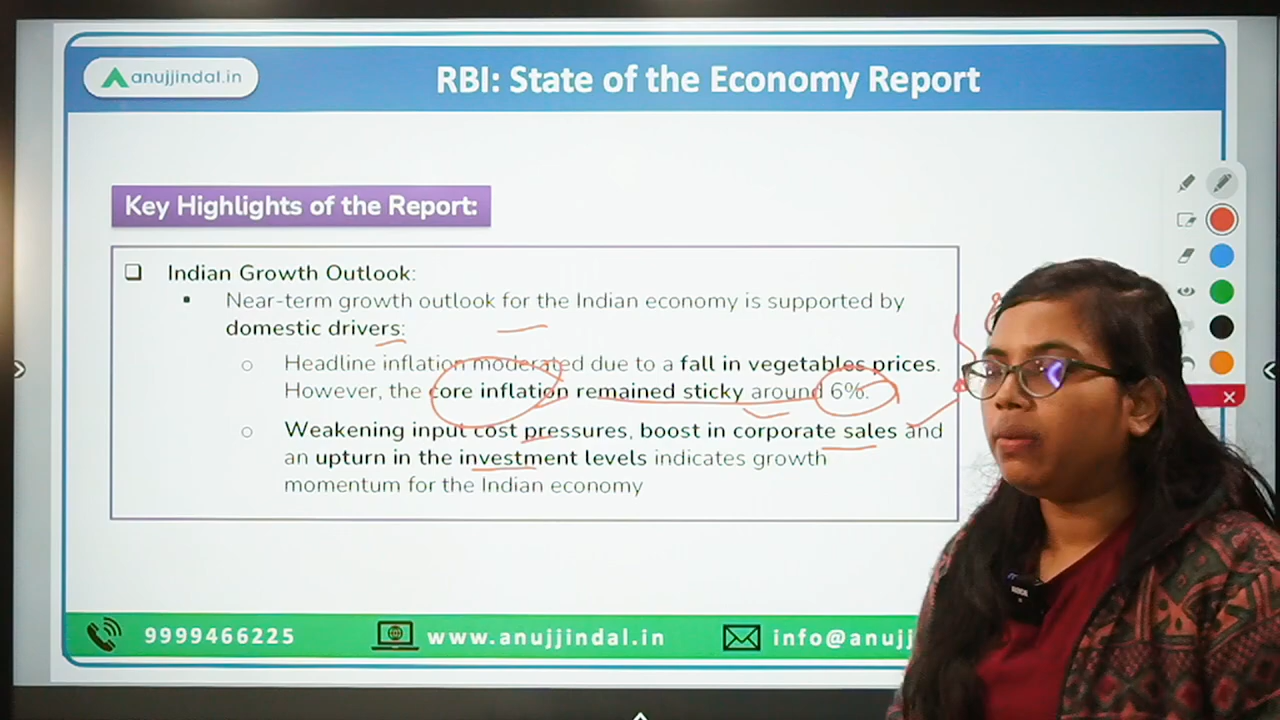 anujjindal.in
RBI: State of the Economy Report
Key Highlights of the Report:
Indian Growth Outlook:
Near-term growth outlook for the Indian economy is supported by
domestic drivers:
Headline inflation moderated due to a fall in vegetables prices.
However, the core inflation remained sticky around 6%.
Weakening input cost pressures, boost in corporate sales and
an upturn in the investment levels indicates growth
momentum for the Indian economy
9999466225
www.anujjindal.in
info@anujj